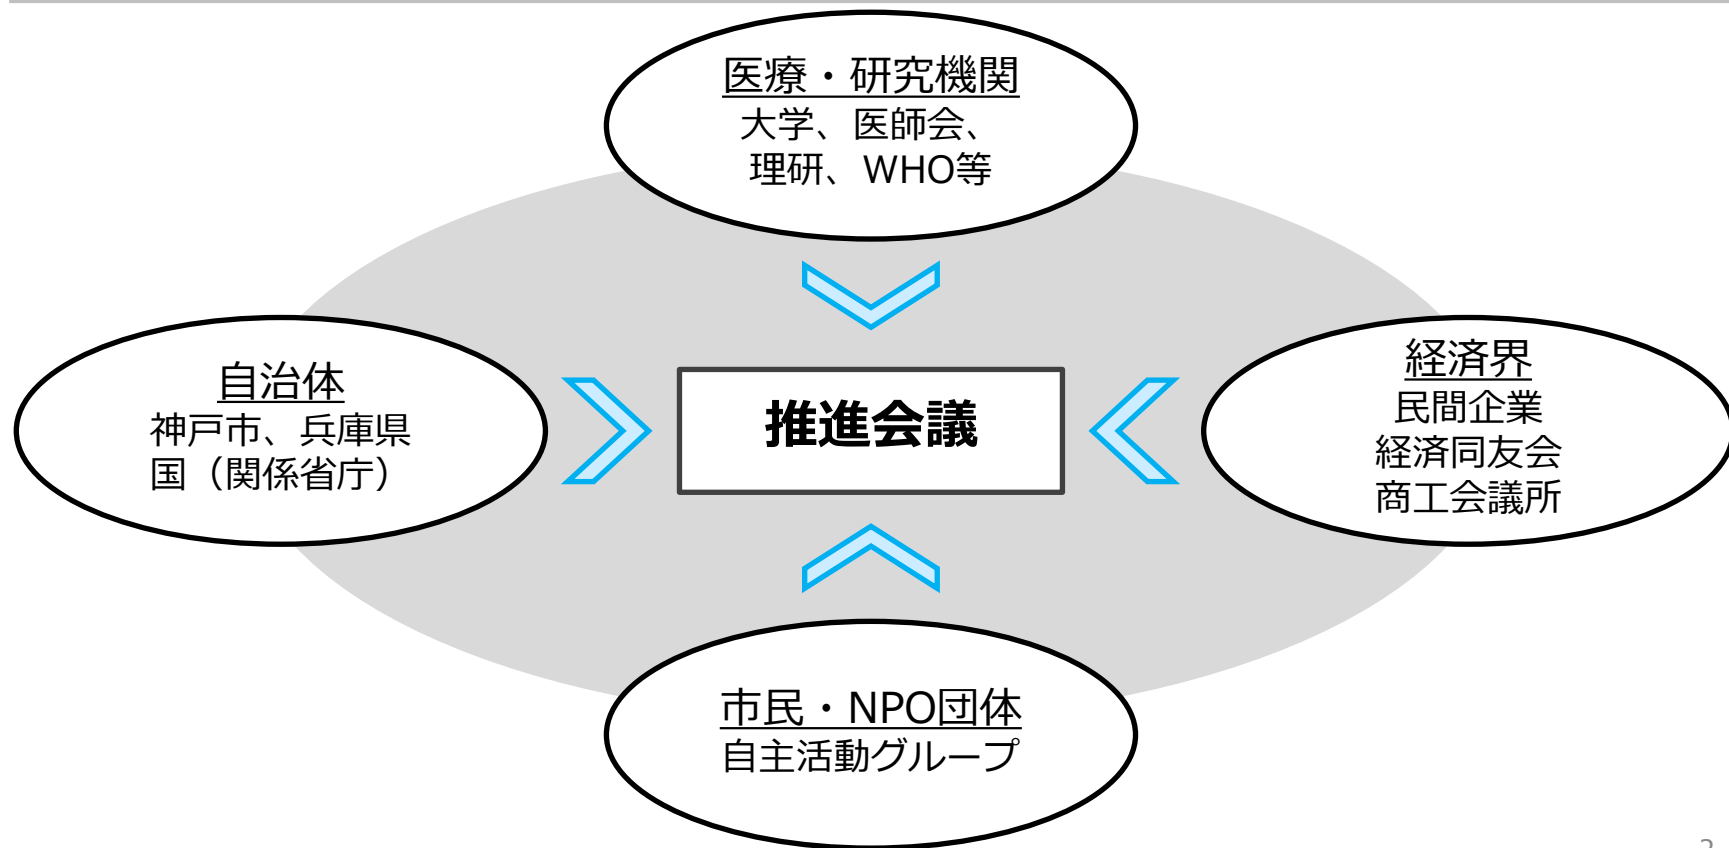 医療・研究機関
大学、医師会、
理研、WHO等
自治体
神戸市、兵庫県
国（関係省庁）
推進会議
経済界
民間企業
経済同友会
商工会議所
市民・NPO団体
自主活動グループ